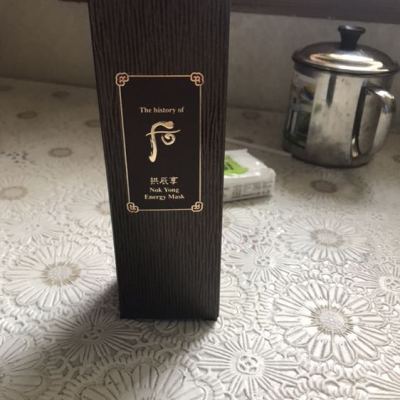 The history of
后
拱辰享
Nok Yong
Energy Mask